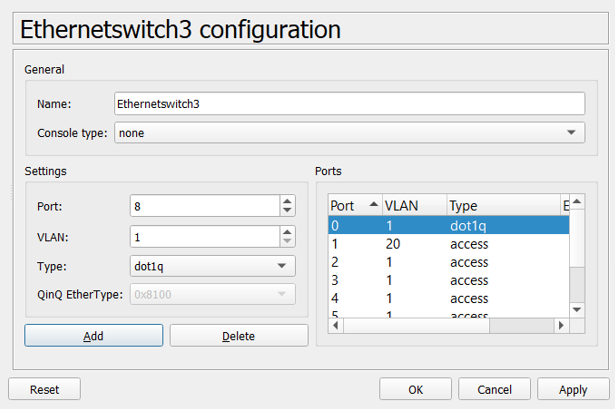 Ethernetswitch3 configuration
General
Name: Ethernetswitch3
Console type: none
Settings
Port: 8
VLAN: 1
Type: dot1q
QinQ EtherType: 0x8100
Add Delete
Ports
Port VLAN Type E
0 1 dot1q
1 20 access
2 1 access
3 1 access
4 1 access
5 1 access
Reset OK Cancel Apply